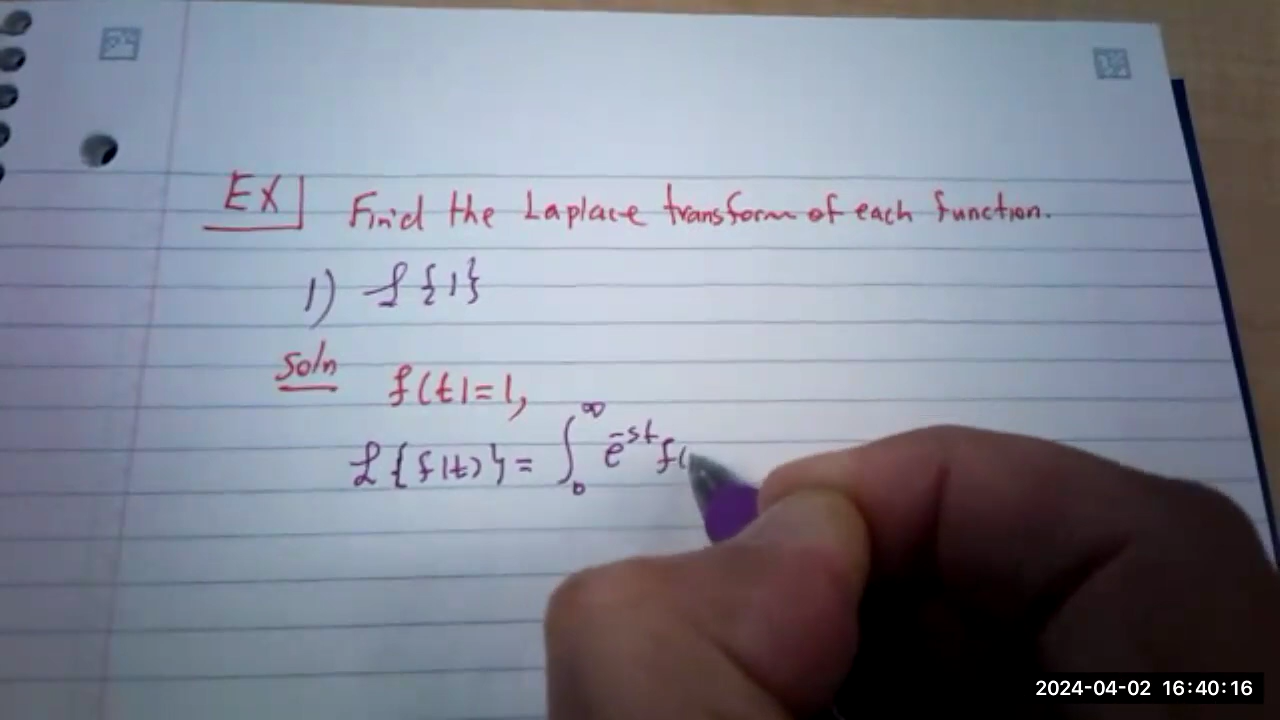 EX Find the Laplace transform of each function.
1) ℒ{1}
Soln f(t)=1,
ℒ{f(t)}= ∫₀^∞ e^-st f(
2024-04-02 16:40:16